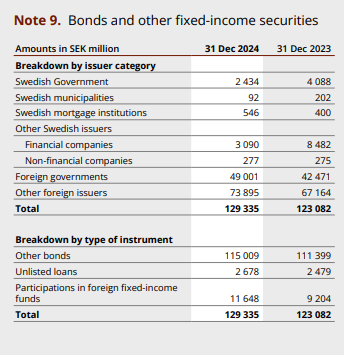 Note 9. Bonds and other fixed-income securities
Amounts in SEK million 31 Dec 2024 31 Dec 2023
Breakdown by issuer category
Swedish Government 2 434 4 088
Swedish municipalities 92 202
Swedish mortgage institutions 546 400
Other Swedish issuers
Financial companies 3 090 8 482
Non-financial companies 277 275
Foreign governments 49 001 42 471
Other foreign issuers 73 895 67 164
Total 129 335 123 082
Breakdown by type of instrument
Other bonds 115 009 111 399
Unlisted loans 2 678 2 479
Participations in foreign fixed-income
funds 11 648 9 204
Total 129 335 123 082